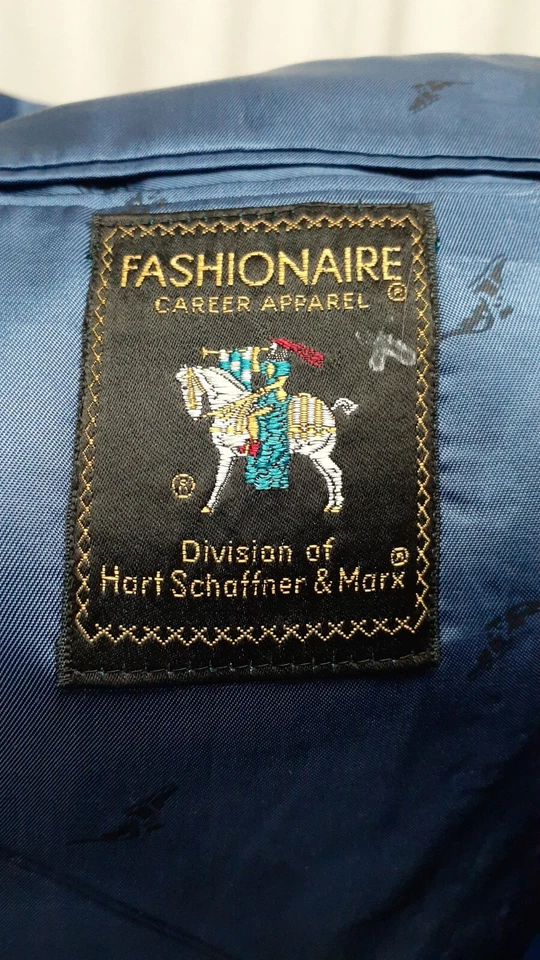 FASHIONAIRE ®
CAREER APPAREL
®
Division of
Hart Schaffner & Marx ®